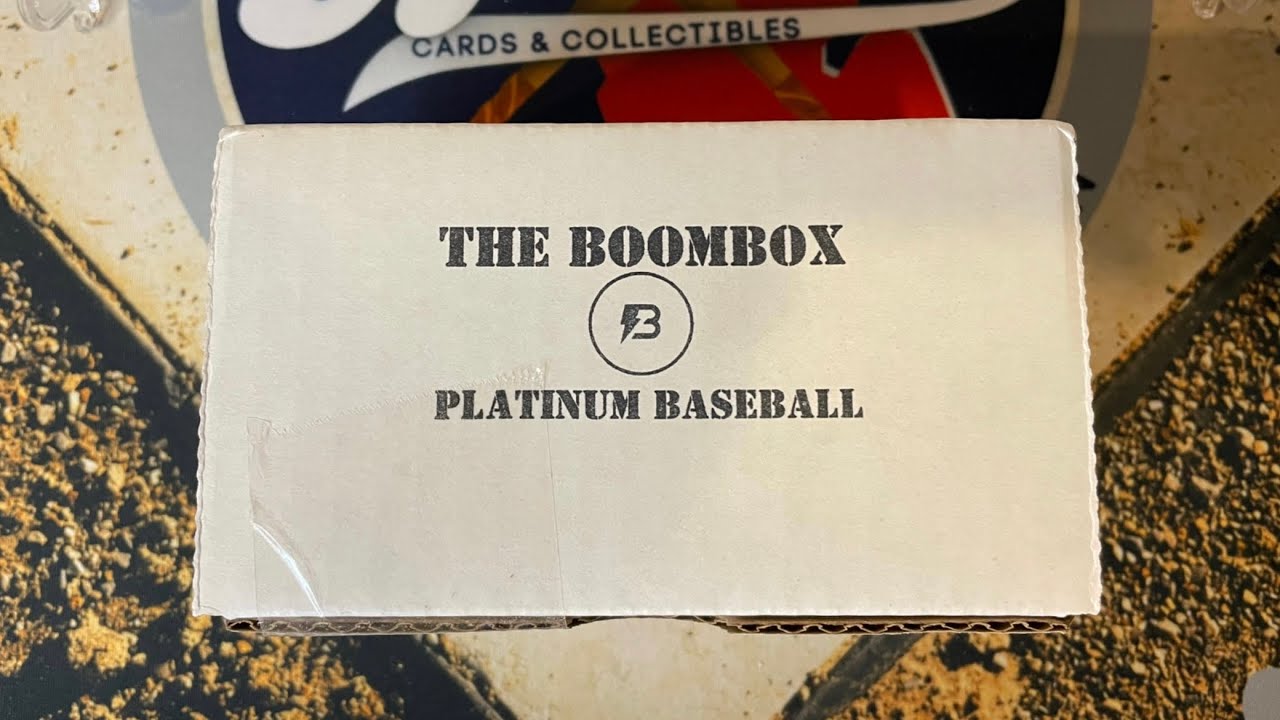 CARDS & COLLECTIBLES
THE BOOMBOX
B
PLATINUM BASEBALL